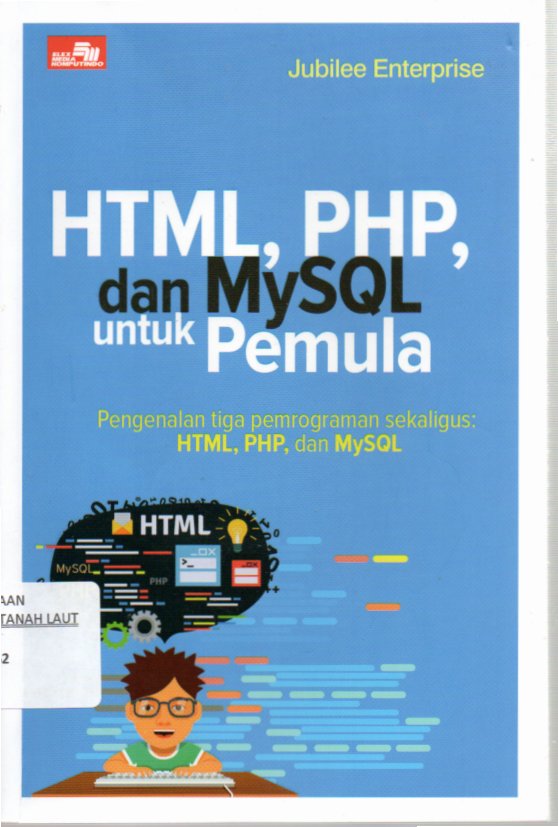 ELEX
MEDIA
KOMPUTINDO
Jubilee Enterprise
HTML, PHP,
dan MySQL
untuk Pemula
Pengenalan tiga pemrograman sekaligus:
HTML, PHP, dan MySQL
HTML
MySQL
PHP
AAN
TANAH LAUT